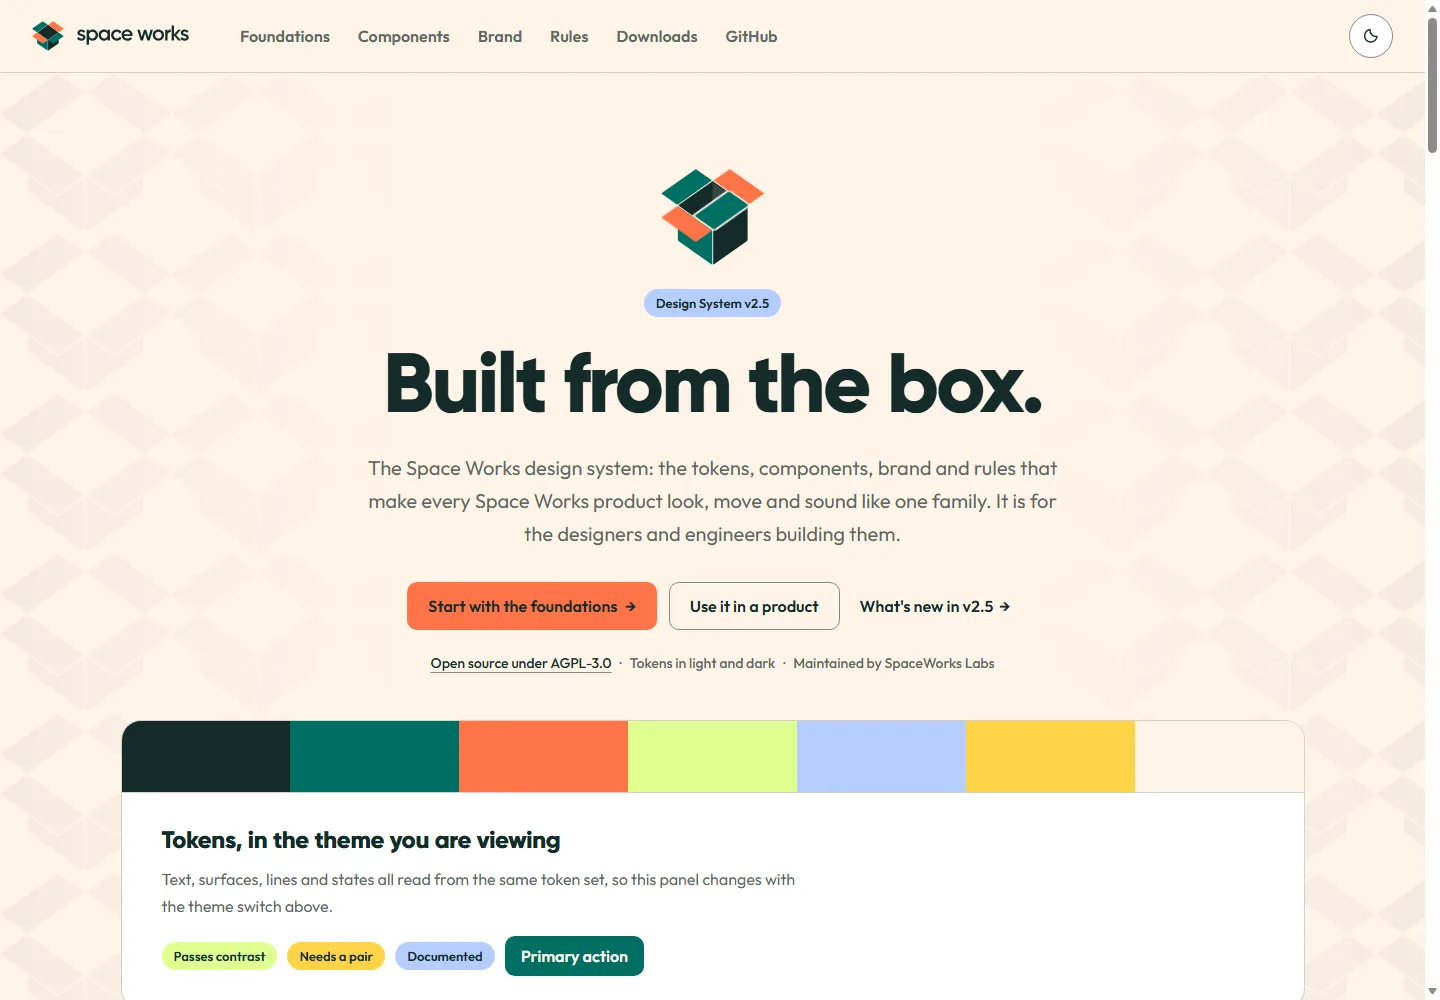 space works
Foundations
Components
Brand
Rules
Downloads
GitHub
Design System v2.5
Built from the box.
The Space Works design system: the tokens, components, brand and rules that
make every Space Works product look, move and sound like one family. It is for
the designers and engineers building them.
Start with the foundations →
Use it in a product
What's new in v2.5 →
Open source under AGPL-3.0 · Tokens in light and dark · Maintained by SpaceWorks Labs
Tokens, in the theme you are viewing
Text, surfaces, lines and states all read from the same token set, so this panel changes with
the theme switch above.
Passes contrast
Needs a pair
Documented
Primary action